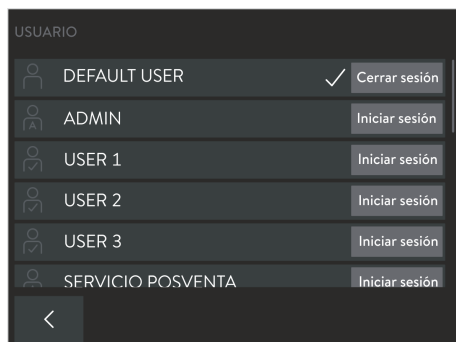 USUARIO
DEFAULT USER Cerrar sesión
ADMIN Iniciar sesión
USER 1 Iniciar sesión
USER 2 Iniciar sesión
USER 3 Iniciar sesión
SERVICIO POSVENTA Iniciar sesión